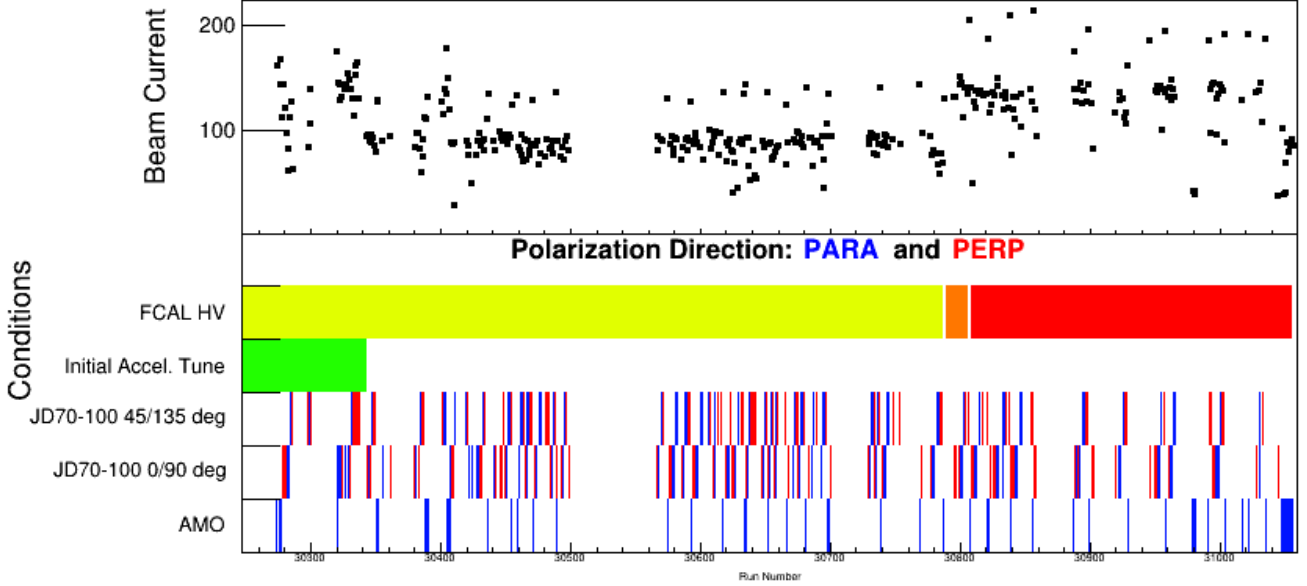 Beam Current
200
100
Polarization Direction: PARA and PERP
Conditions
FCAL HV
Initial Accel. Tune
JD70-100 45/135 deg
JD70-100 0/90 deg
AMO
30300 30400 30500 30600 30700 30800 30900 31000
Run Number